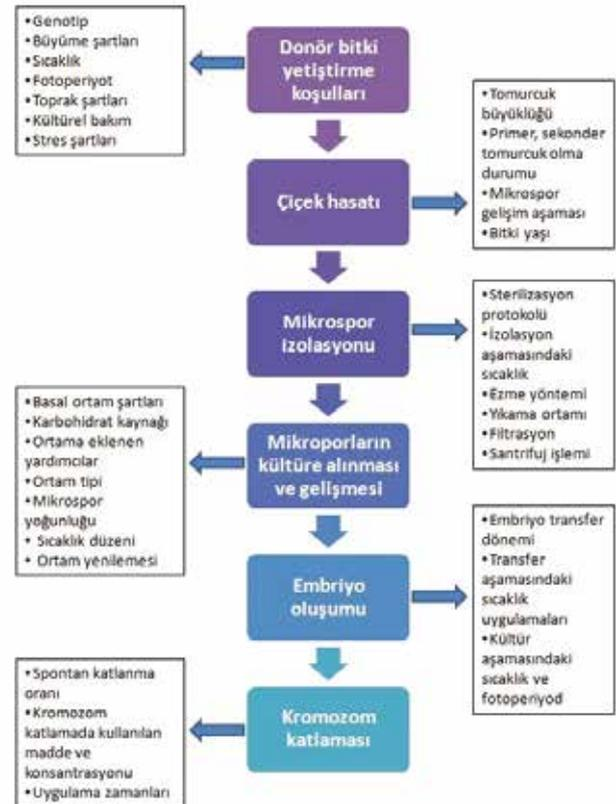 Donör bitki
yetiştirme
koşulları
•Genotip
•Büyüme şartları
•Sıcaklık
•Fotoperiyot
•Toprak şartları
•Kültürel bakım
•Stres şartları
Çiçek hasatı
•Tomurcuk
büyüklüğü
•Primer, sekonder
tomurcuk olma
durumu
•Mikrospor
gelişim aşaması
•Bitki yaşı
Mikrospor
izolasyonu
•Sterilizasyon
protokolü
•İzolasyon
aşamasındaki
sıcaklık
•Ezme yöntemi
•Yıkama ortamı
•Filtrasyon
•Santrifuj işlemi
Mikroporların
kültüre alınması
ve gelişmesi
•Basal ortam şartları
•Karbohidrat kaynağı
•Ortama eklenen
yardımcılar
•Ortam tipi
•Mikrospor
yoğunluğu
• Sıcaklık düzeni
• Ortam yenilemesi
Embriyo
oluşumu
•Embriyo transfer
dönemi
•Transfer
aşamasındaki
sıcaklık
uygulamaları
•Kültür
aşamasındaki
sıcaklık ve
fotoperiyod
Kromozom
katlaması
•Spontan katlanma
oranı
•Kromozom
katlamada kullanılan
madde ve
konsantrasyonu
•Uygulama zamanları